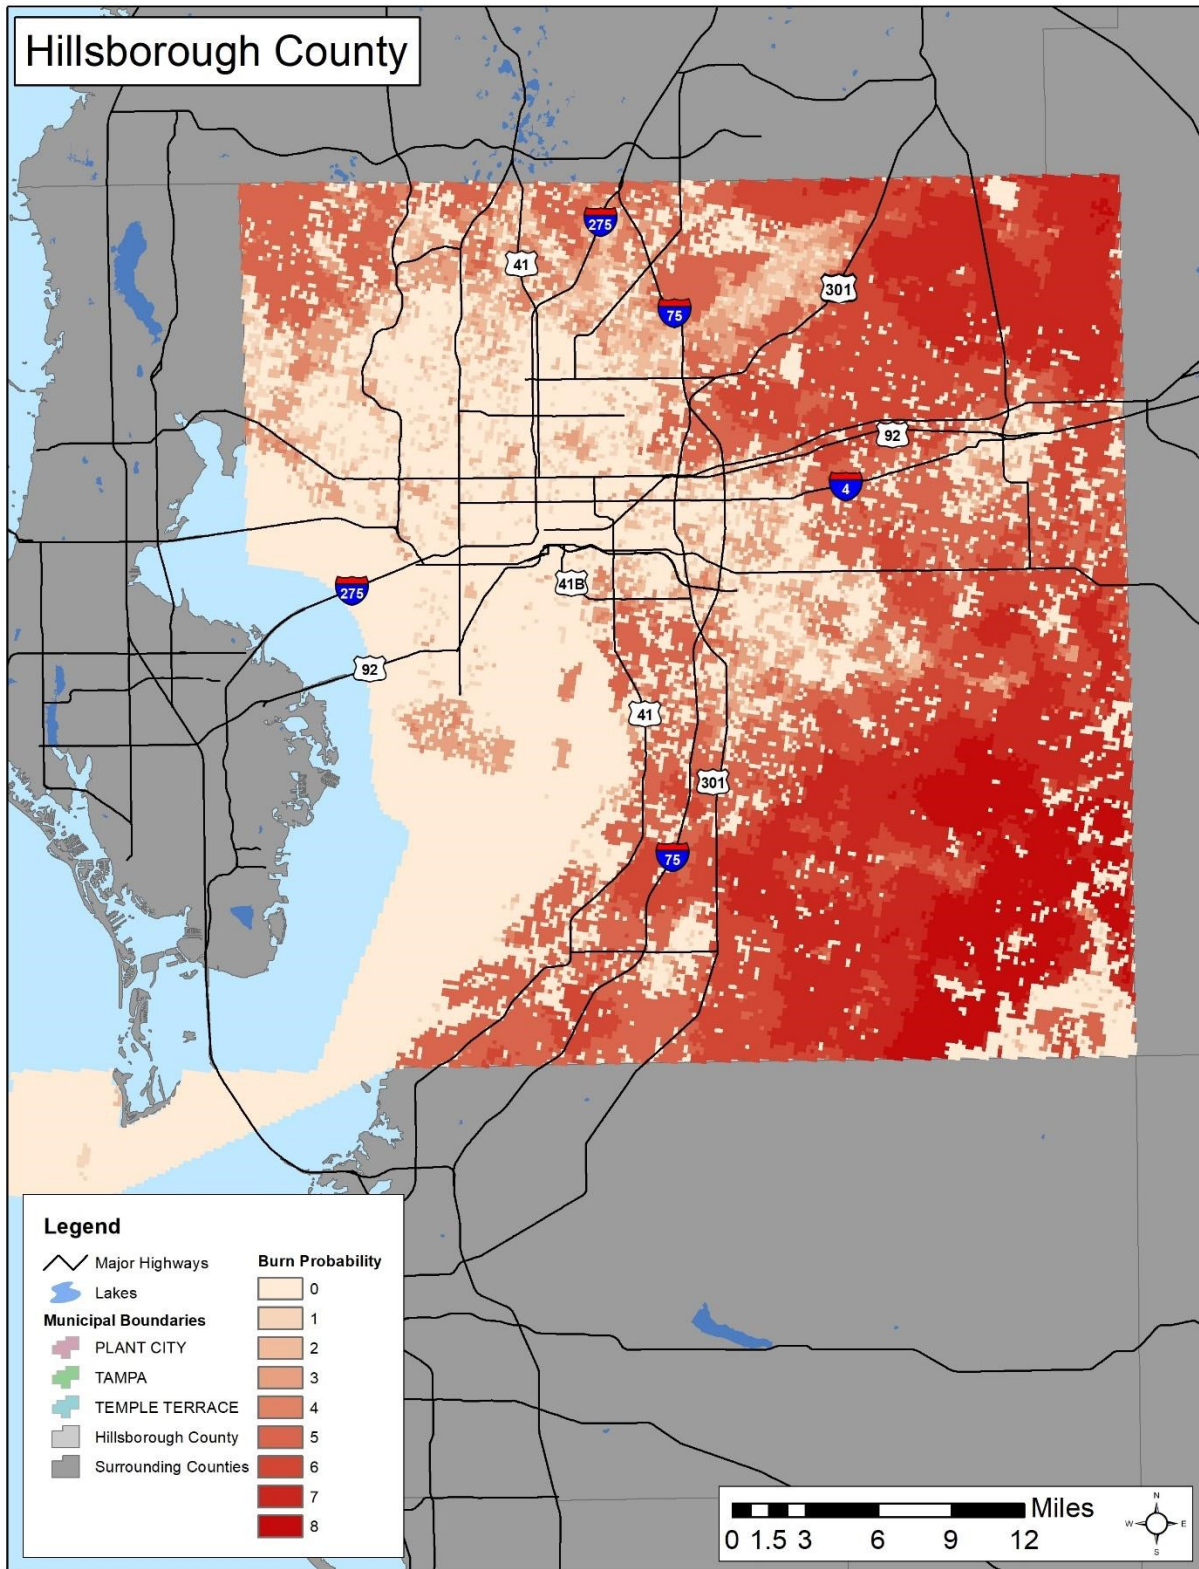 Hillsborough County
275
41
301
75
92
4
275
41B
92
41
301
75
Legend
Major Highways
Lakes
Municipal Boundaries
PLANT CITY
TAMPA
TEMPLE TERRACE
Hillsborough County
Surrounding Counties
Burn Probability
0
1
2
3
4
5
6
7
8
Miles
0 1.5 3 6 9 12
N
W E
S